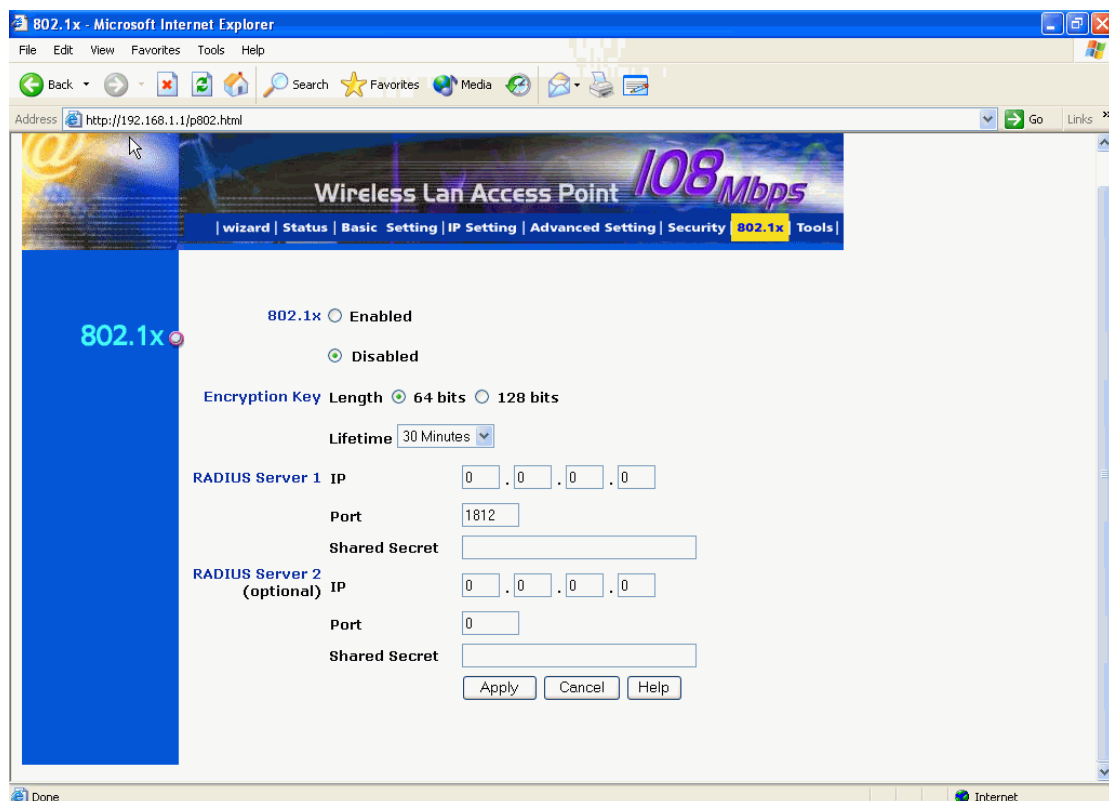 802.1x - Microsoft Internet Explorer
File Edit View Favorites Tools Help
Back Search Favorites Media
Address http://192.168.1.1/p802.html Go Links »
@
Wireless Lan Access Point 108Mbps
|wizard | Status | Basic Setting |IP Setting | Advanced Setting | Security 802.1x Tools|
802.1x
802.1x Enabled
Disabled
Encryption Key Length 64 bits 128 bits
Lifetime 30 Minutes
RADIUS Server 1 IP 0 . 0 . 0 . 0
Port 1812
Shared Secret
RADIUS Server 2
(optional) IP 0 . 0 . 0 . 0
Port 0
Shared Secret
Apply Cancel Help
Done Internet